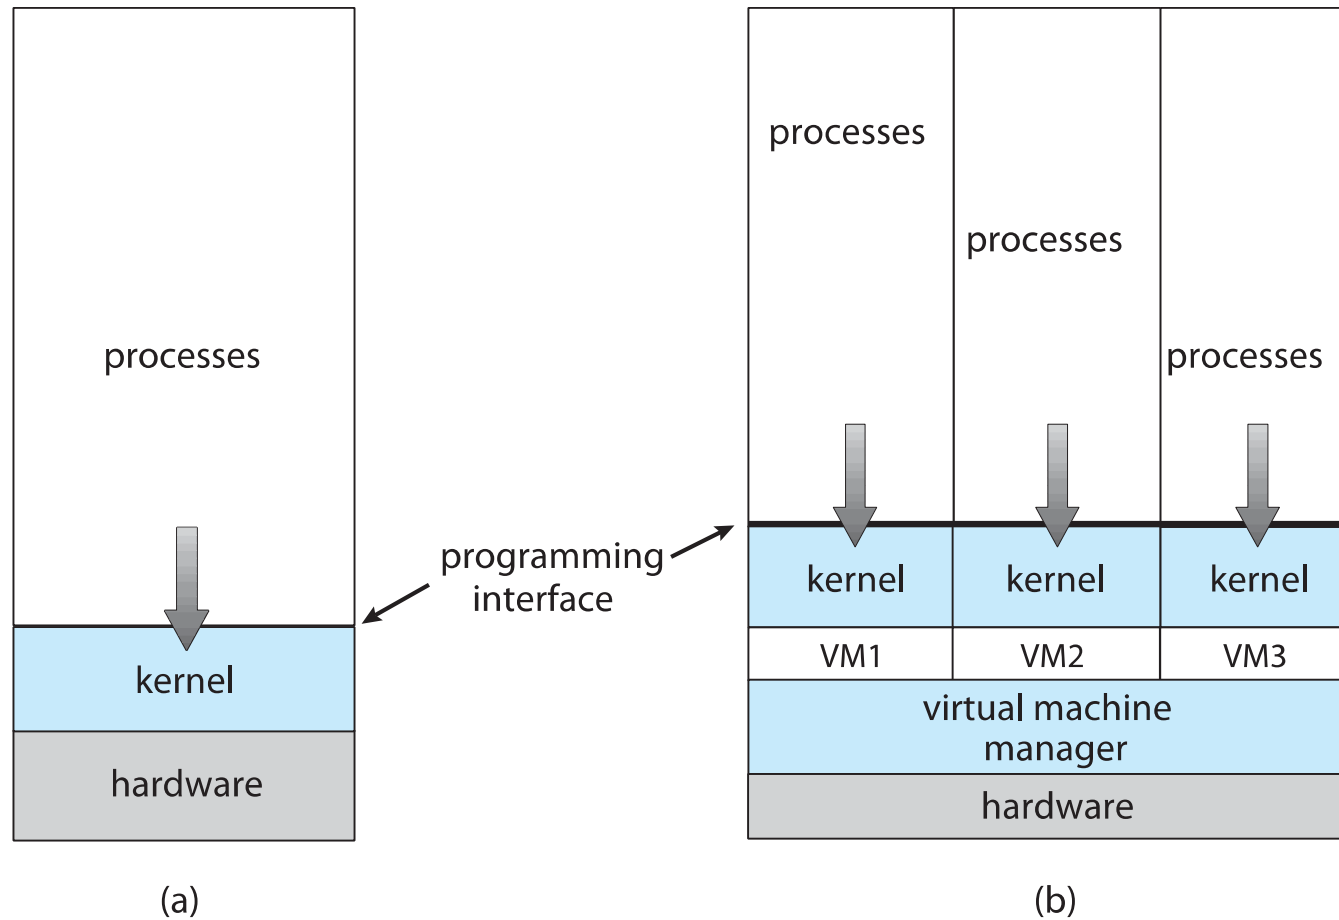 processes
kernel
hardware
(a)
programming
interface
processes
processes
processes
kernel
kernel
kernel
VM1
VM2
VM3
virtual machine
manager
hardware
(b)